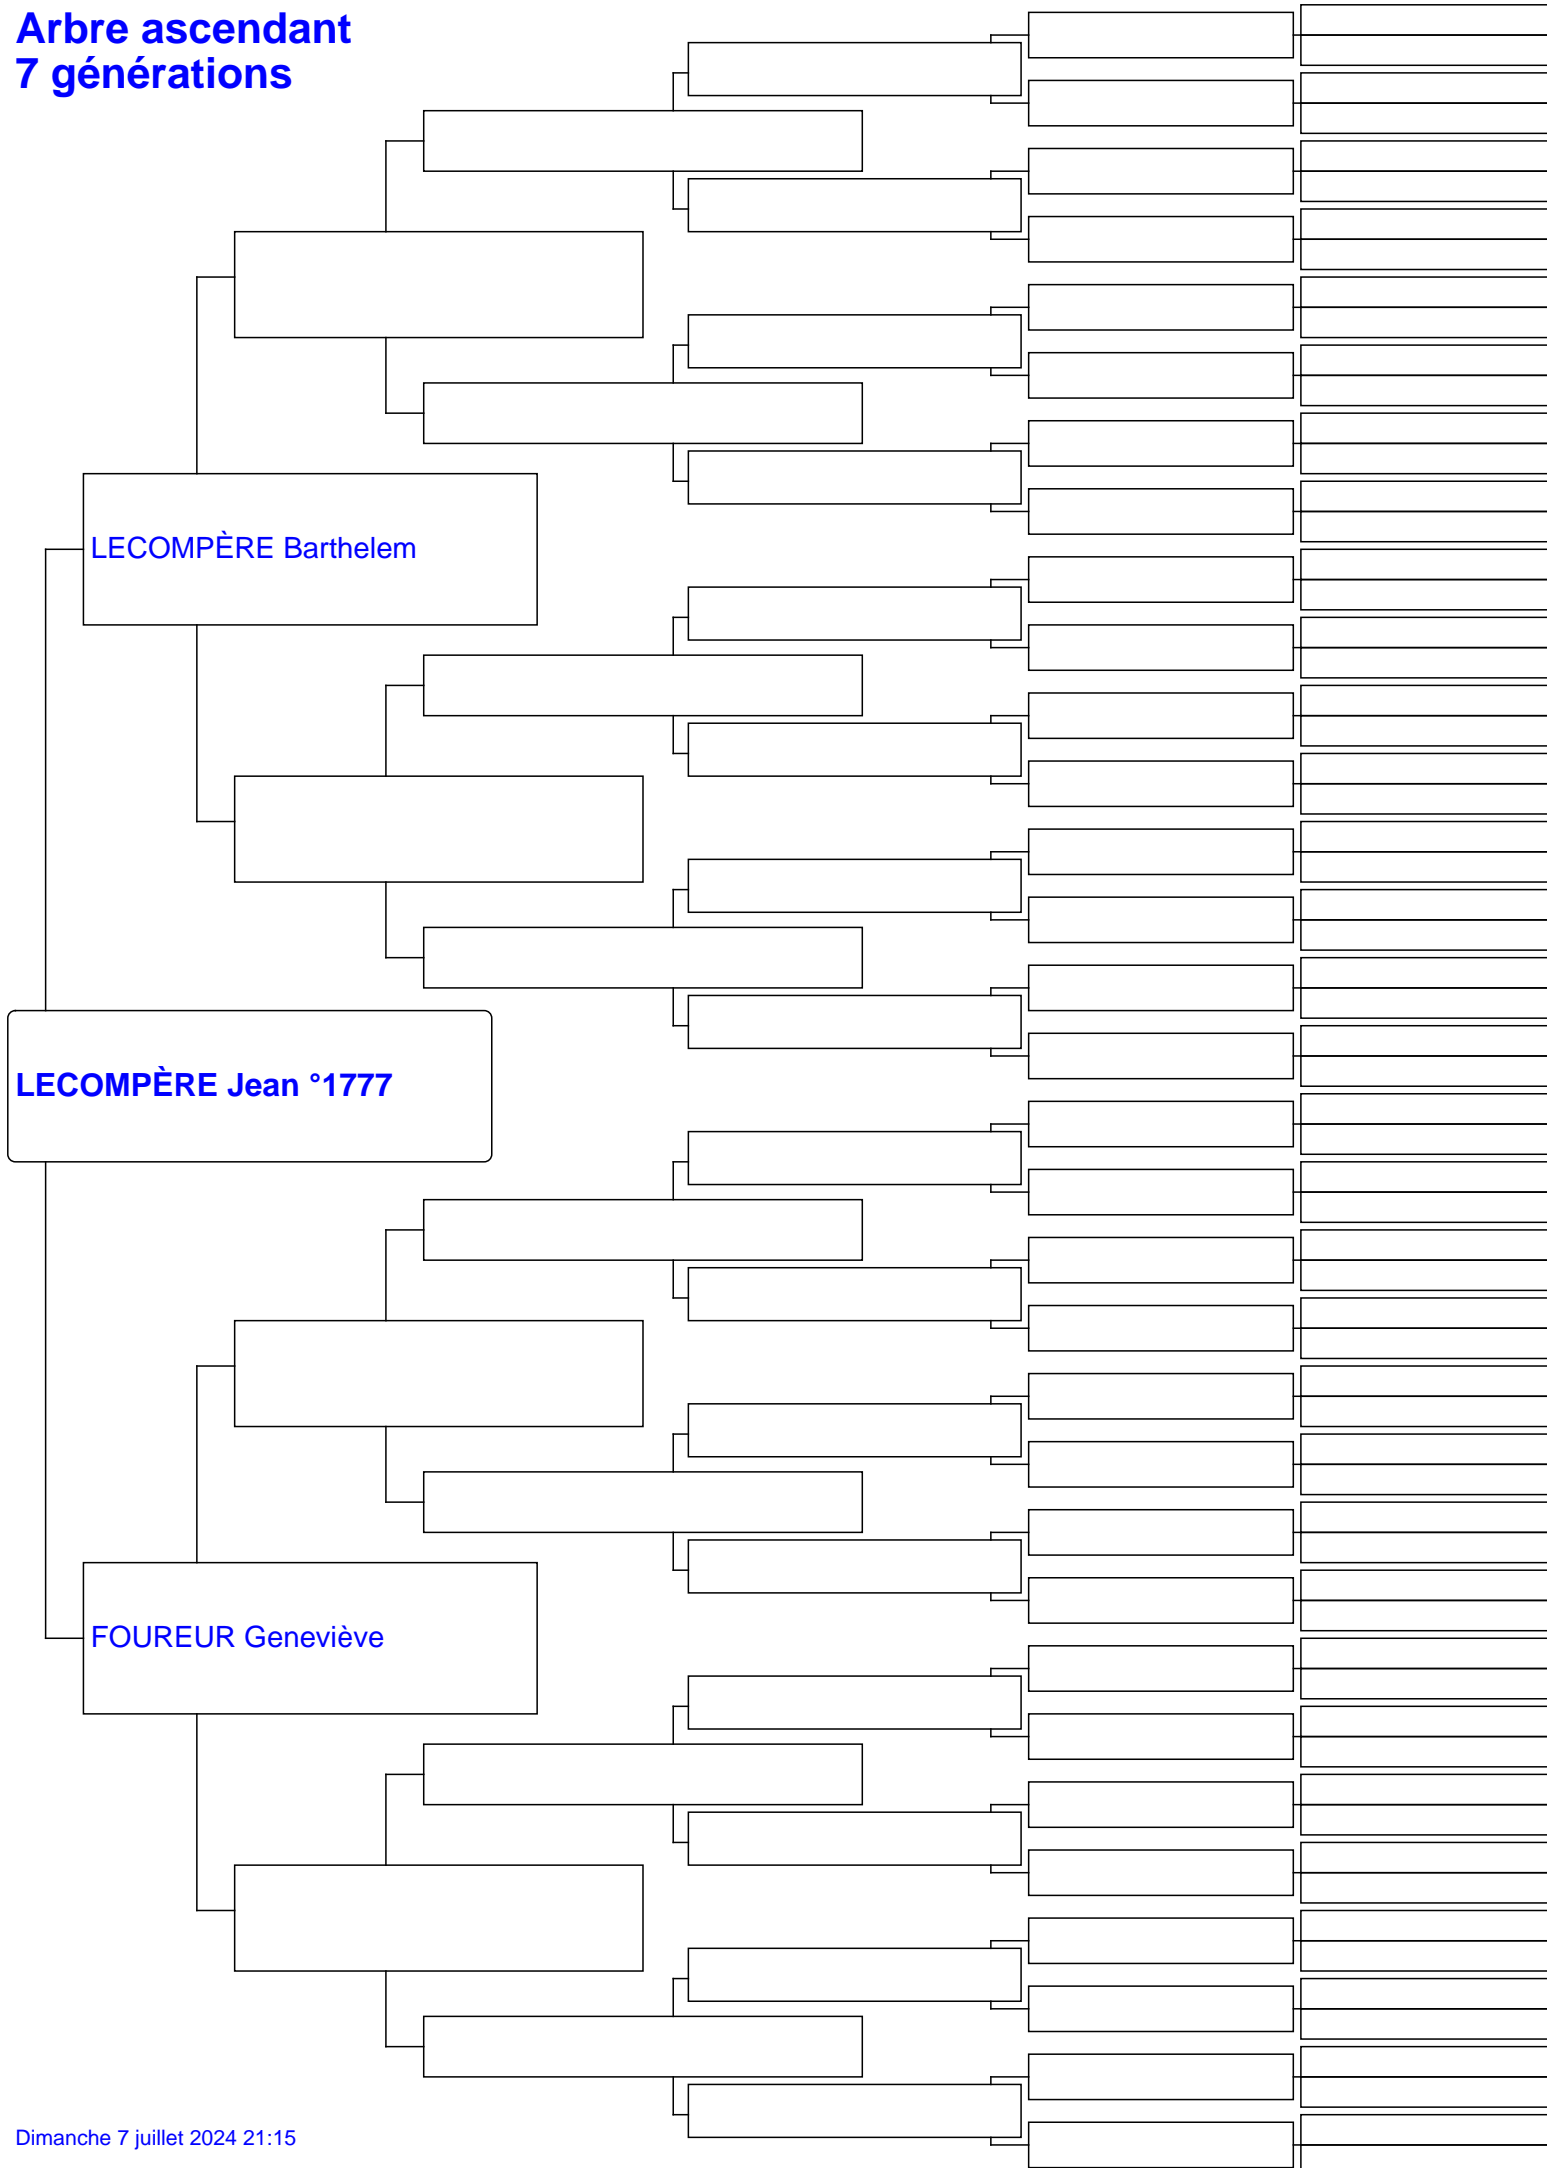 Arbre ascendant
7 générations
LECOMPÈRE Barthelem
LECOMPÈRE Jean °1777
FOUREUR Geneviève
Dimanche 7 juillet 2024 21:15